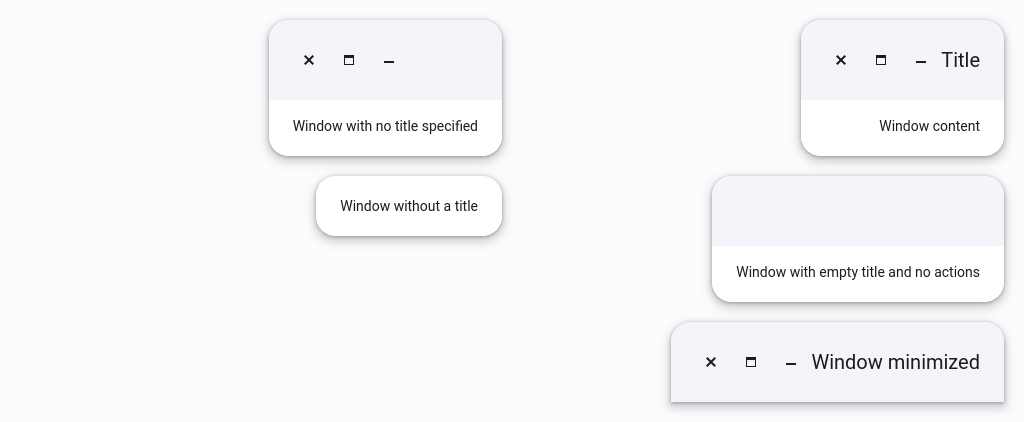 Title
Window content
Window with no title specified
Window with empty title and no actions
Window without a title
Window minimized